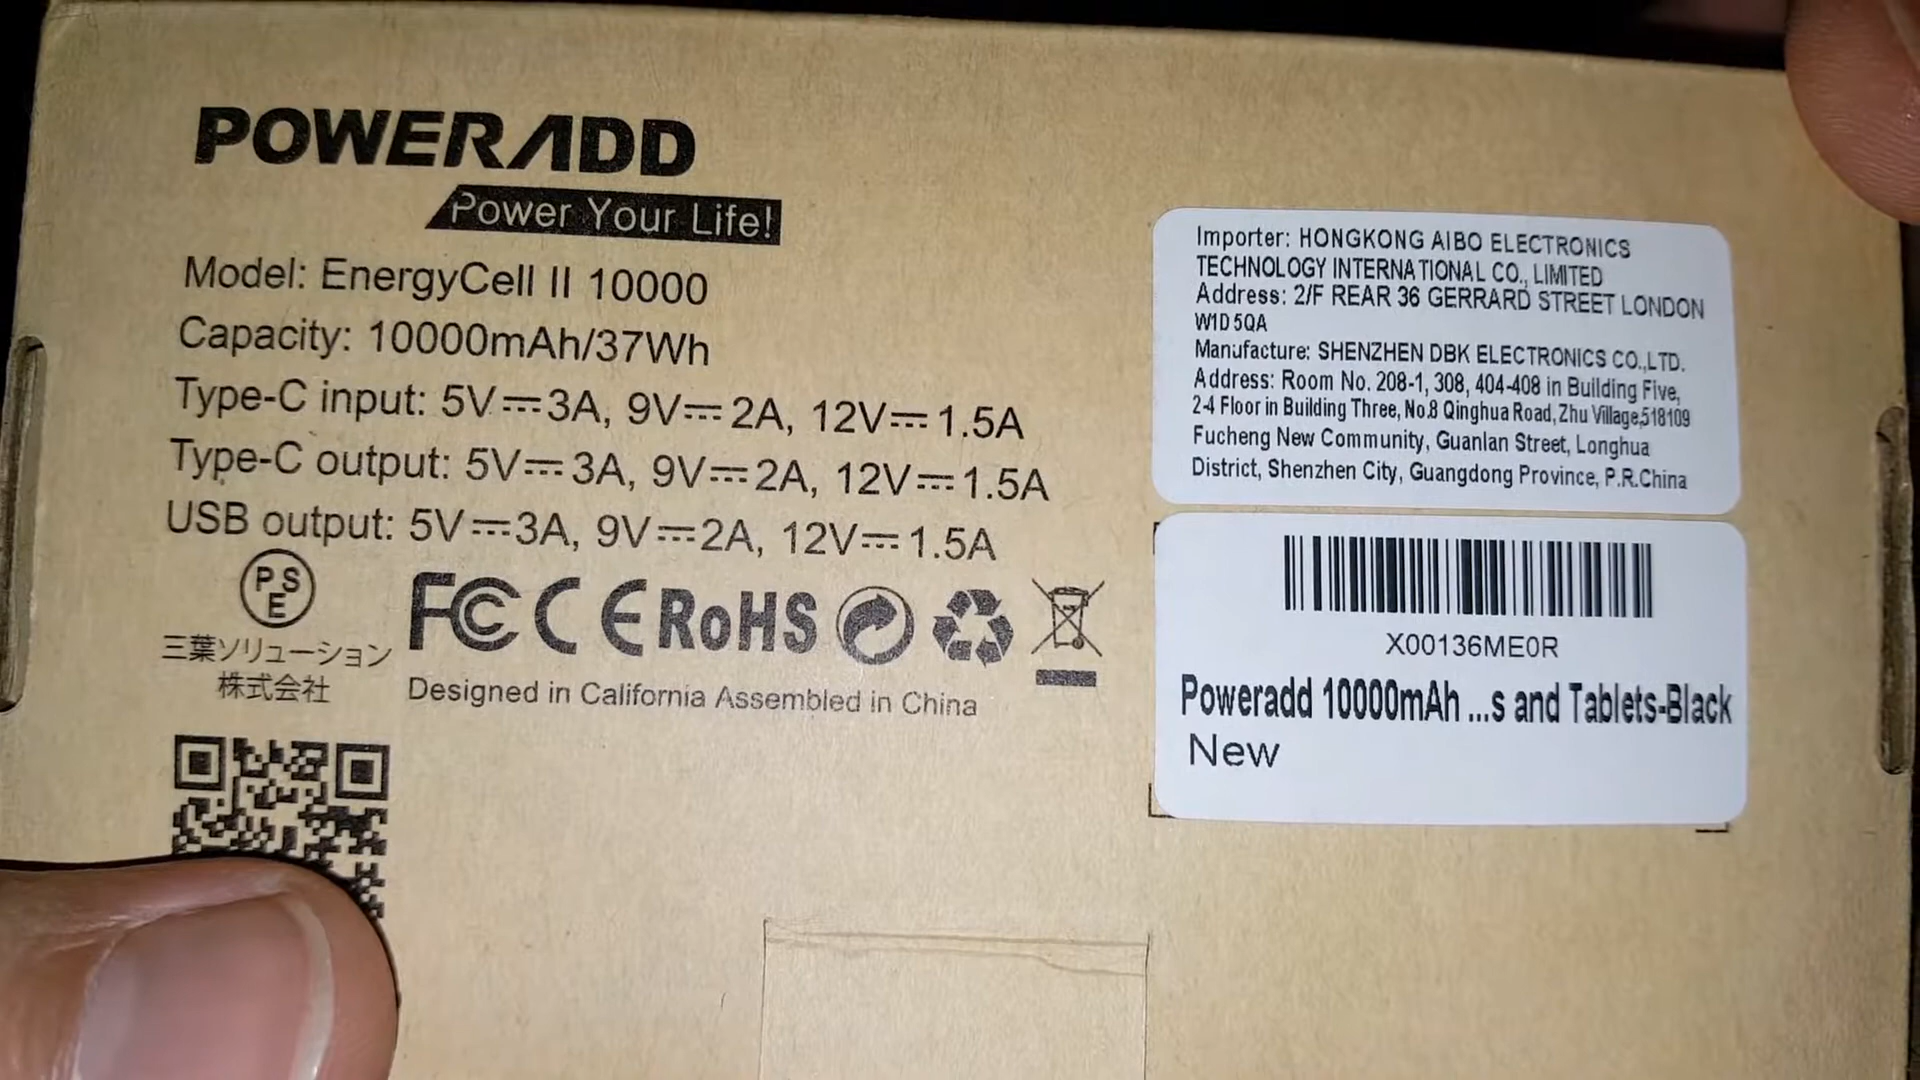 POWERADD
Power Your Life!
Model: EnergyCell II 10000
Capacity: 10000mAh/37Wh
Type-C input: 5V⎓3A, 9V⎓2A, 12V⎓1.5A
Type-C output: 5V⎓3A, 9V⎓2A, 12V⎓1.5A
USB output: 5V⎓3A, 9V⎓2A, 12V⎓1.5A
PSE
三葉ソリューション
株式会社
FCC CE RoHS
Designed in California Assembled in China
Importer: HONGKONG AIBO ELECTRONICS
TECHNOLOGY INTERNATIONAL CO., LIMITED
Address: 2/F REAR 36 GERRARD STREET LONDON
W1D 5QA
Manufacture: SHENZHEN DBK ELECTRONICS CO.,LTD.
Address: Room No. 208-1, 308, 404-408 in Building Five,
2-4 Floor in Building Three, No.8 Qinghua Road, Zhu Village,518109
Fucheng New Community, Guanlan Street, Longhua
District, Shenzhen City, Guangdong Province, P.R.China
X00136ME0R
Poweradd 10000mAh ...s and Tablets-Black
New